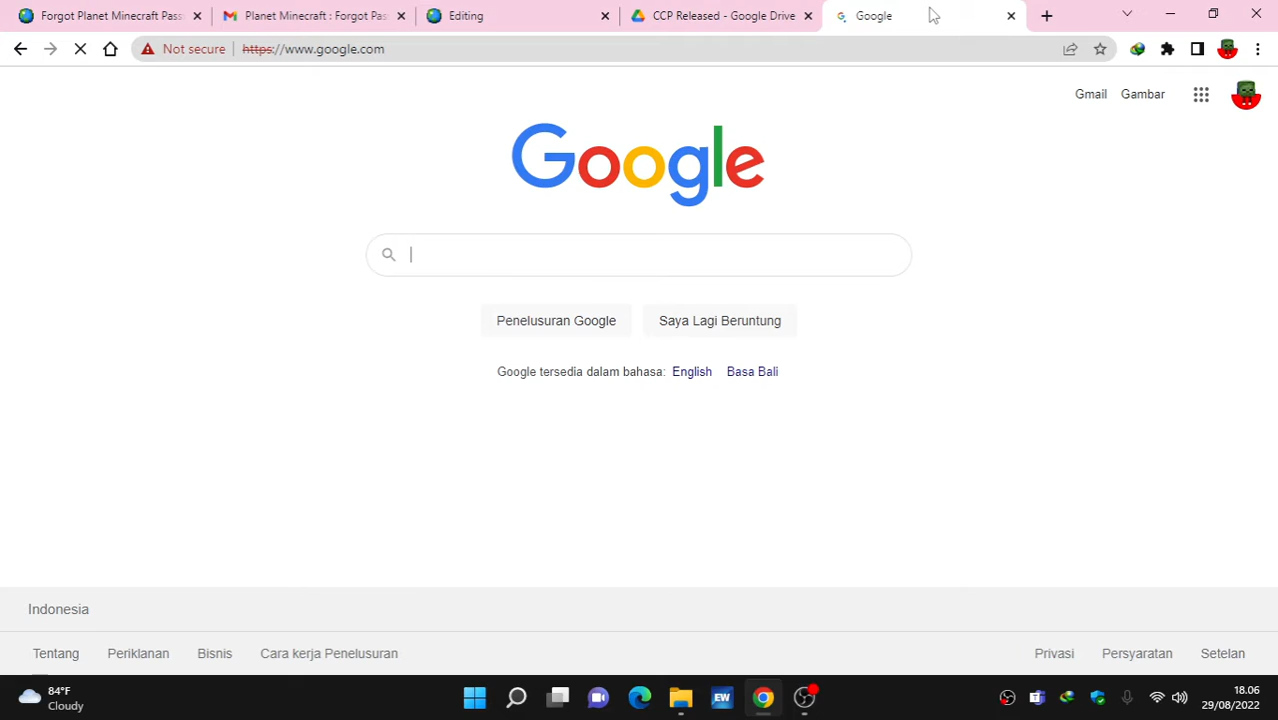 Forgot Planet Minecraft Pass
Planet Minecraft : Forgot Pas
Editing
CCP Released - Google Drive
Google
Not secure
https://www.google.com
Gmail
Gambar
Google
Penelusuran Google
Saya Lagi Beruntung
Google tersedia dalam bahasa: English Basa Bali
Indonesia
Tentang
Periklanan
Bisnis
Cara kerja Penelusuran
Privasi
Persyaratan
Setelan
84°F
Cloudy
EW
18.06
29/08/2022